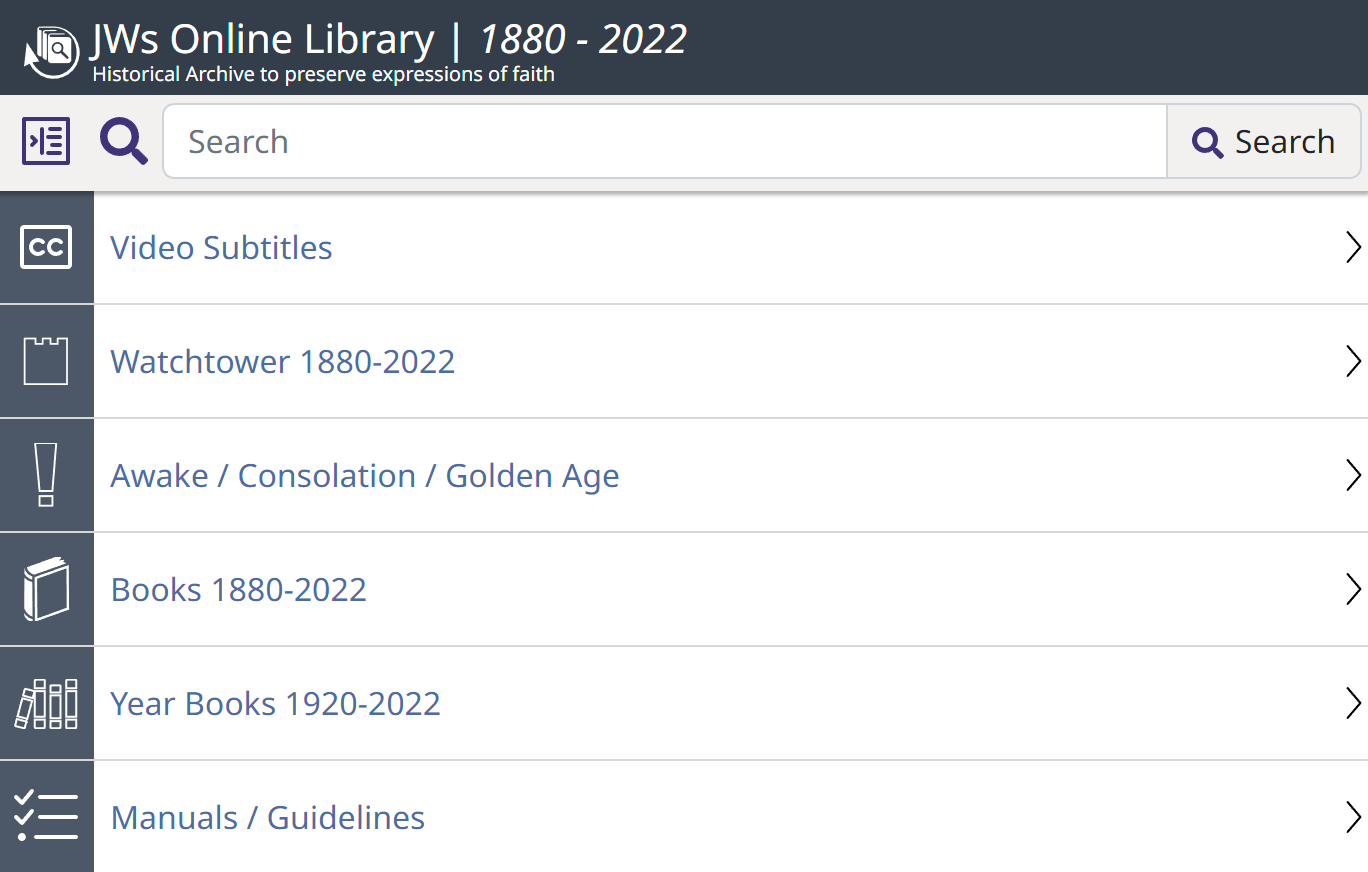 JWs Online Library | 1880 - 2022
Historical Archive to preserve expressions of faith
Search
Search
CC
Video Subtitles
Watchtower 1880-2022
Awake / Consolation / Golden Age
Books 1880-2022
Year Books 1920-2022
Manuals / Guidelines